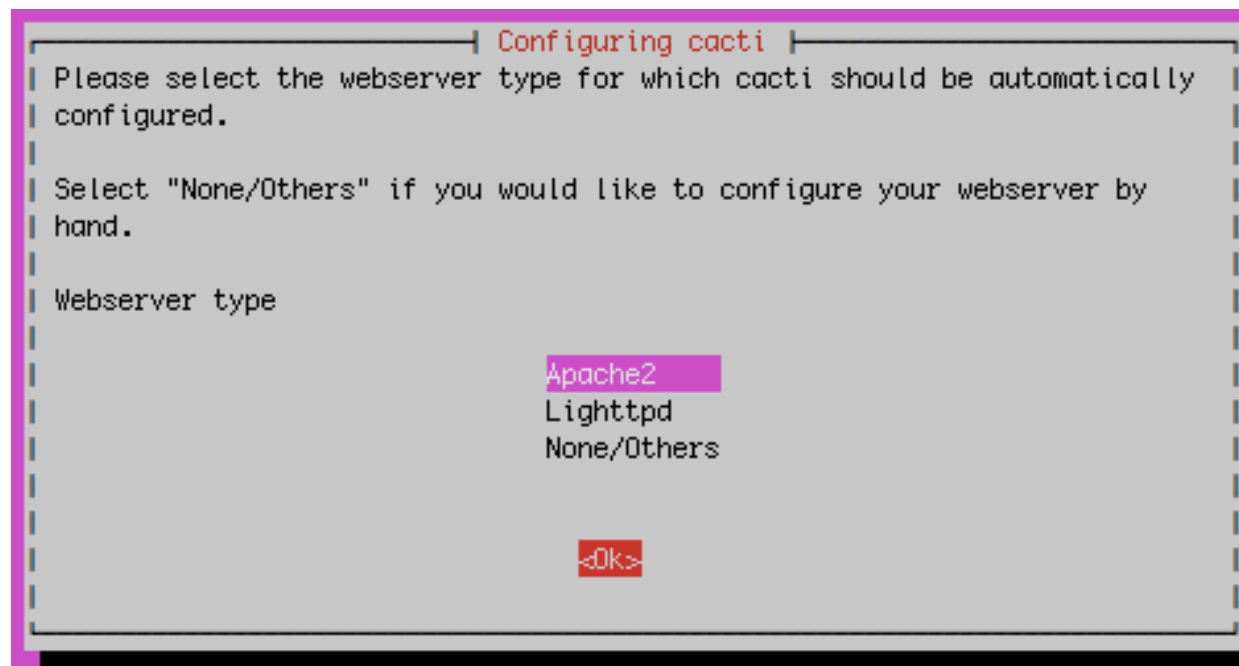 Configuring cacti
Please select the webserver type for which cacti should be automatically
configured.
Select "None/Others" if you would like to configure your webserver by
hand.
Webserver type
Apache2
Lighttpd
None/Others
<Ok>